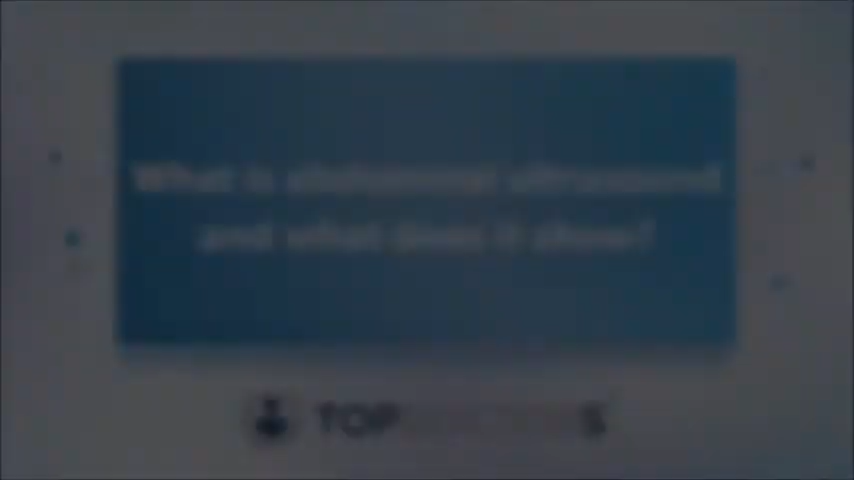 What is abdominal ultrasound
and what does it show?
TOP